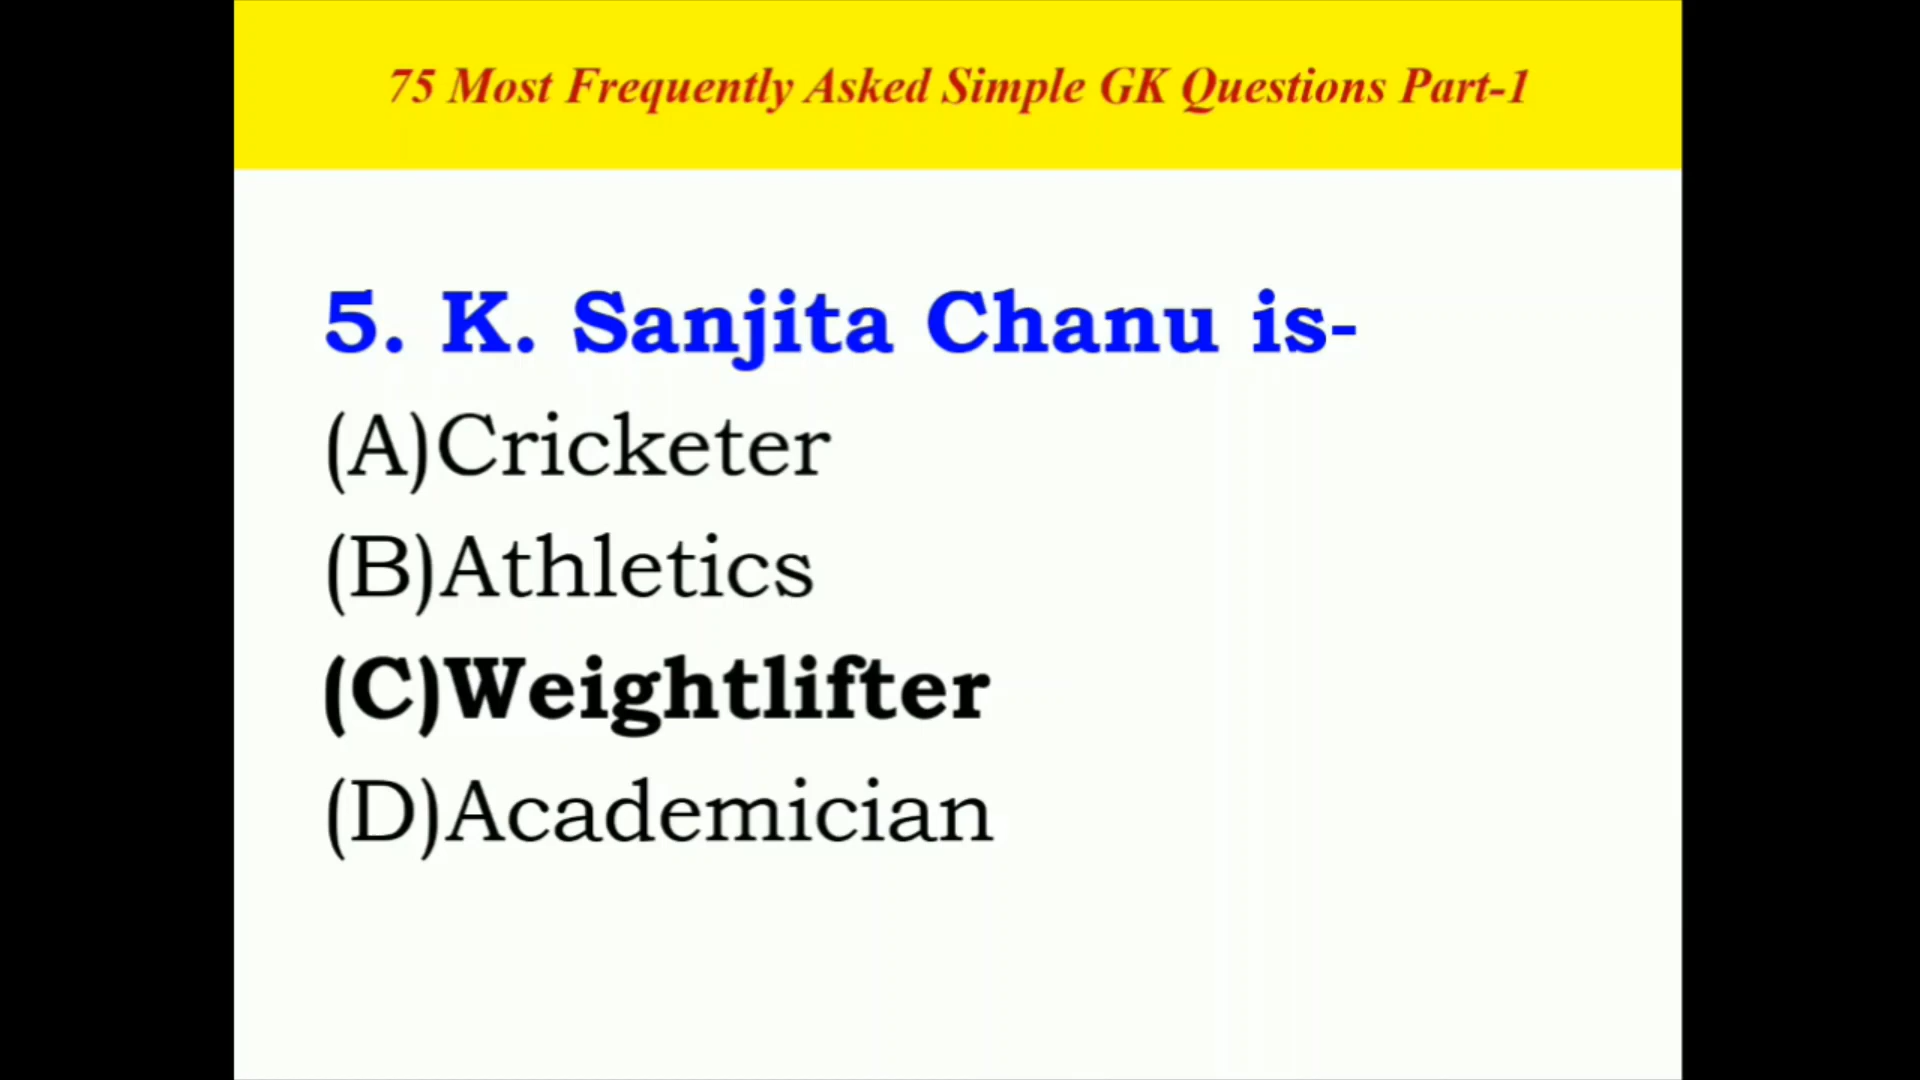 75 Most Frequently Asked Simple GK Questions Part-1
5. K. Sanjita Chanu is-
(A)Cricketer
(B)Athletics
(C)Weightlifter
(D)Academician